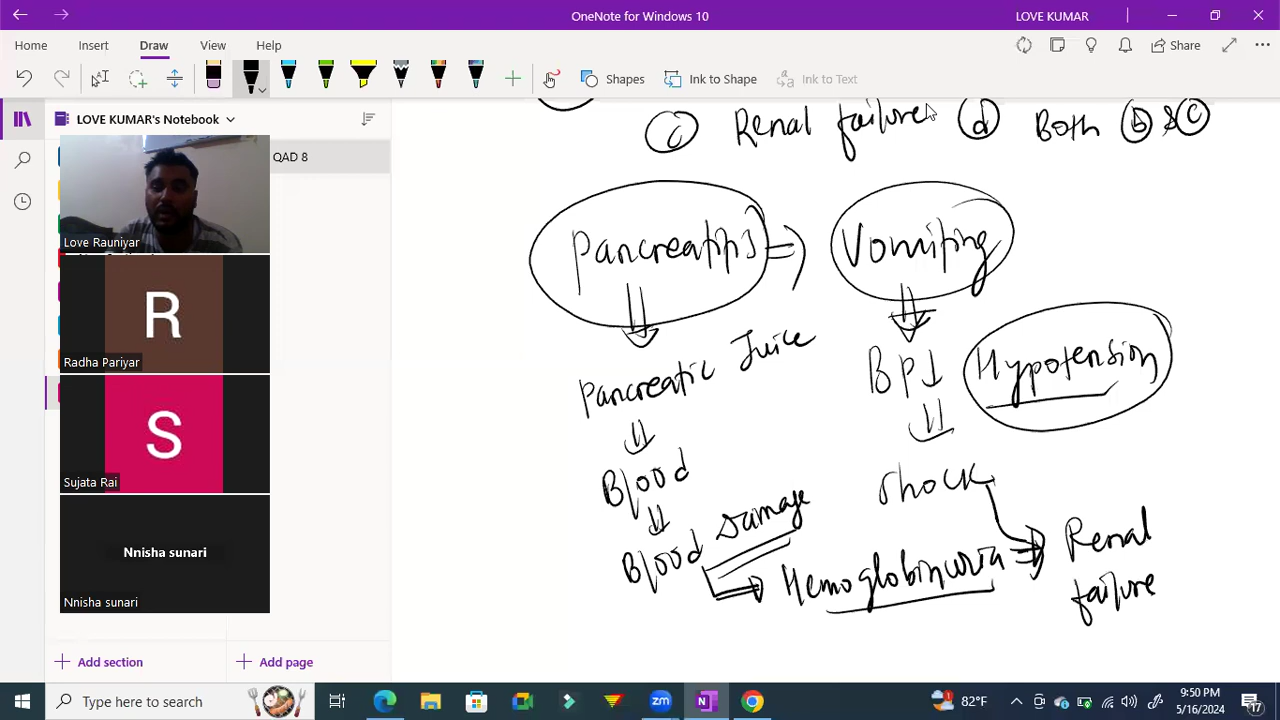 OneNote for Windows 10
LOVE KUMAR
Home Insert Draw View Help
Share
Shapes Ink to Shape Ink to Text
LOVE KUMAR's Notebook
QAD 8
Love Rauniyar
R
Radha Pariyar
S
Sujata Rai
Nnisha sunari
Nnisha sunari
Add section Add page
c Renal failure d Both b & c
Pancreatitis ⇒ Vomiting
Pancreatic Juice
BP↓ Hypotension
Blood
Shock
Blood Damage
Hemoglobinuria
Renal
failure
Type here to search
zm
82°F
9:50 PM
5/16/2024
17